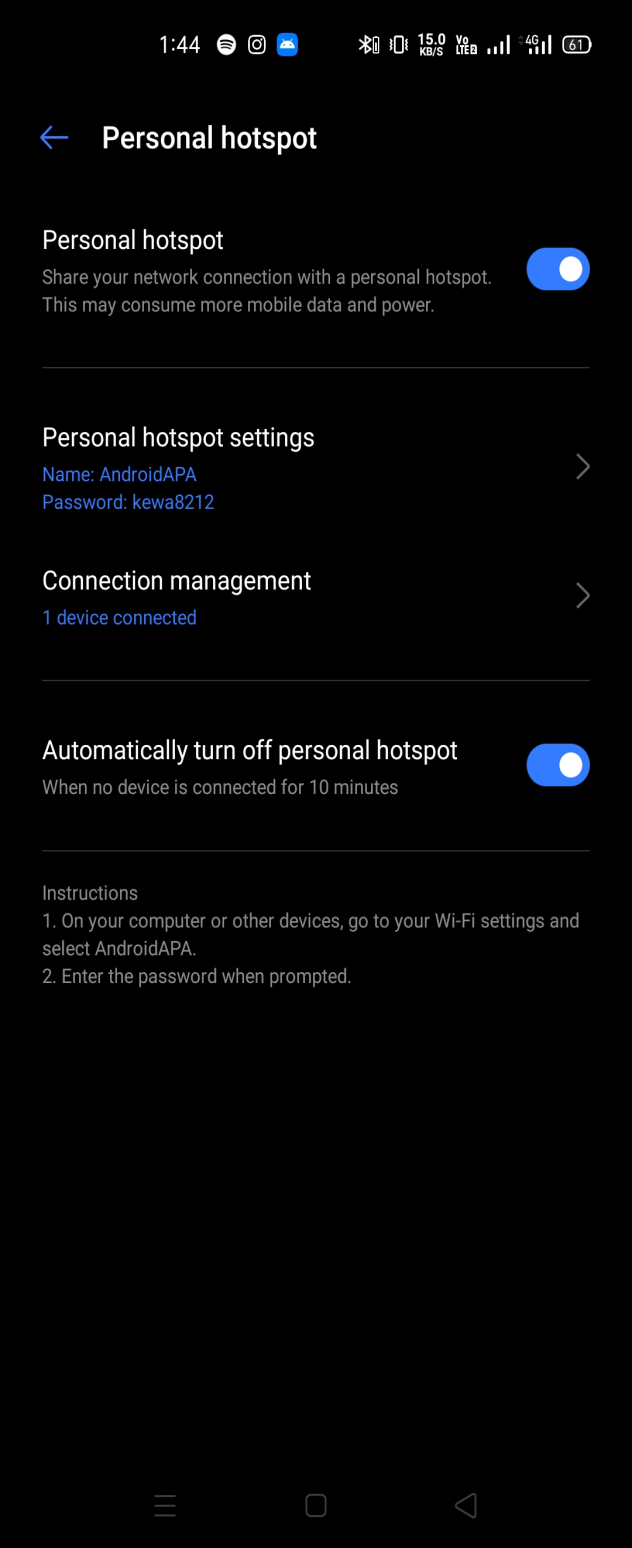 1:44 15.0 KB/S Vo LTE2 4G 61
Personal hotspot
Personal hotspot
Share your network connection with a personal hotspot.
This may consume more mobile data and power.
Personal hotspot settings
Name: AndroidAPA
Password: kewa8212
Connection management
1 device connected
Automatically turn off personal hotspot
When no device is connected for 10 minutes
Instructions
1. On your computer or other devices, go to your Wi-Fi settings and
select AndroidAPA.
2. Enter the password when prompted.